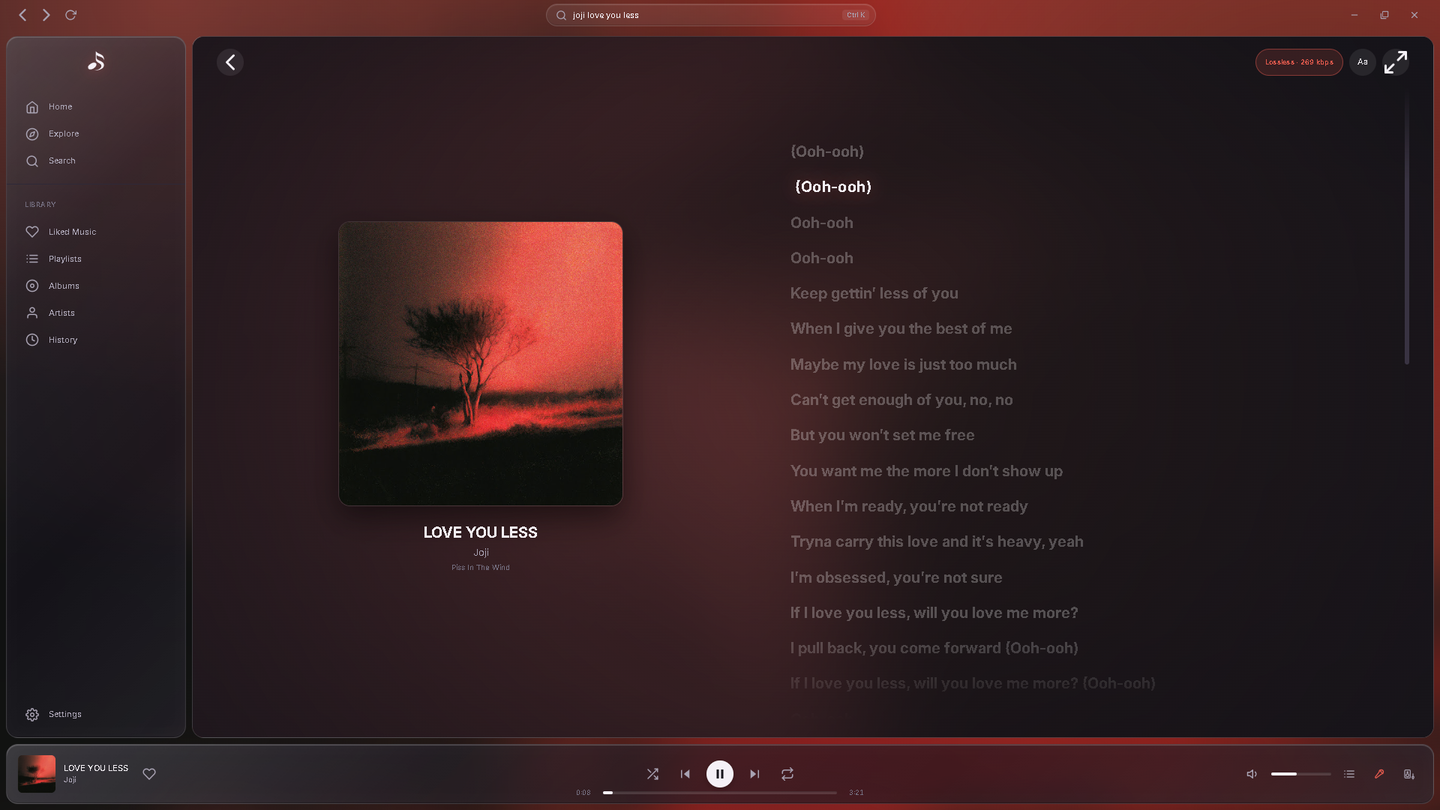 joji love you less
Ctrl K
Home
Explore
Search
LIBRARY
Liked Music
Playlists
Albums
Artists
History
Settings
Lossless · 269 kbps
Aa
LOVE YOU LESS
Joji
Piss In The Wind
(Ooh-ooh)
(Ooh-ooh)
Ooh-ooh
Ooh-ooh
Keep gettin' less of you
When I give you the best of me
Maybe my love is just too much
Can't get enough of you, no, no
But you won't set me free
You want me the more I don't show up
When I'm ready, you're not ready
Tryna carry this love and it's heavy, yeah
I'm obsessed, you're not sure
If I love you less, will you love me more?
I pull back, you come forward (Ooh-ooh)
If I love you less, will you love me more? (Ooh-ooh)
LOVE YOU LESS
Joji
0:08
3:21